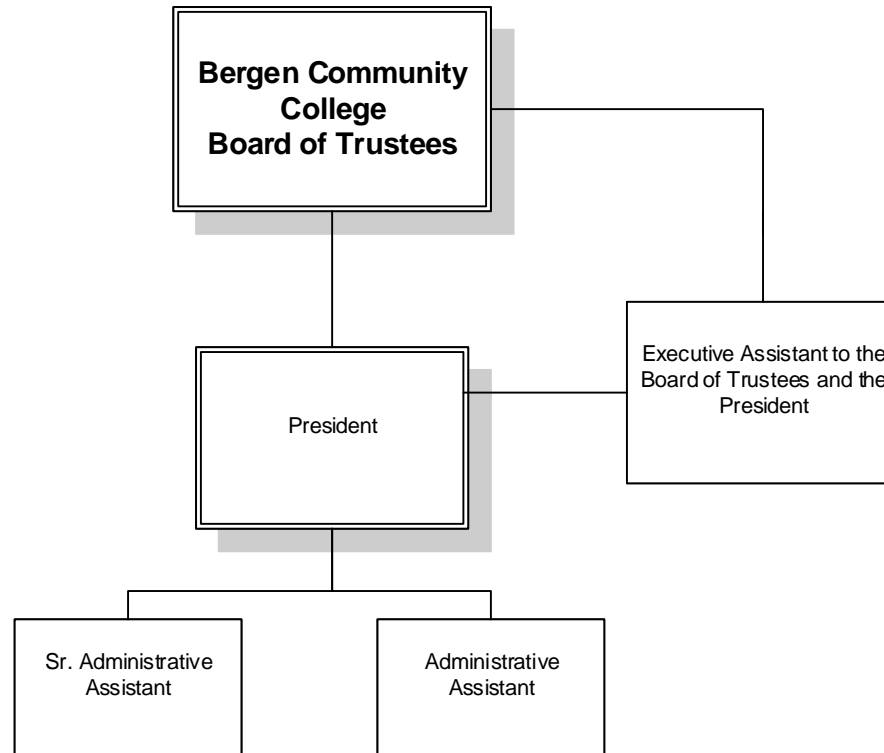 Bergen Community
College
Board of Trustees
Executive Assistant to the
Board of Trustees and the
President
President
Sr. Administrative
Assistant
Administrative
Assistant